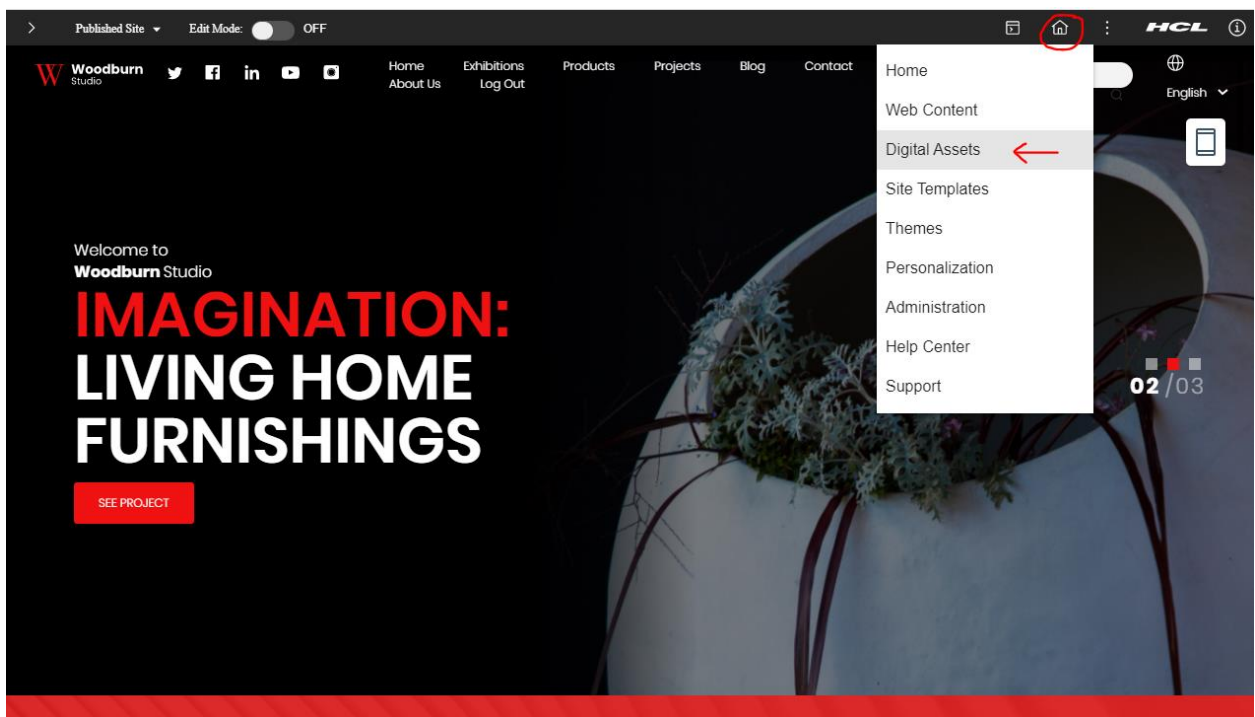 Published Site Edit Mode: OFF HCL
Woodburn
Studio
Home Exhibitions Products Projects Blog Contact
About Us Log Out
English
Home
Web Content
Digital Assets
Site Templates
Themes
Personalization
Administration
Help Center
Support
Welcome to
Woodburn Studio
IMAGINATION:
LIVING HOME
FURNISHINGS
SEE PROJECT
02/03